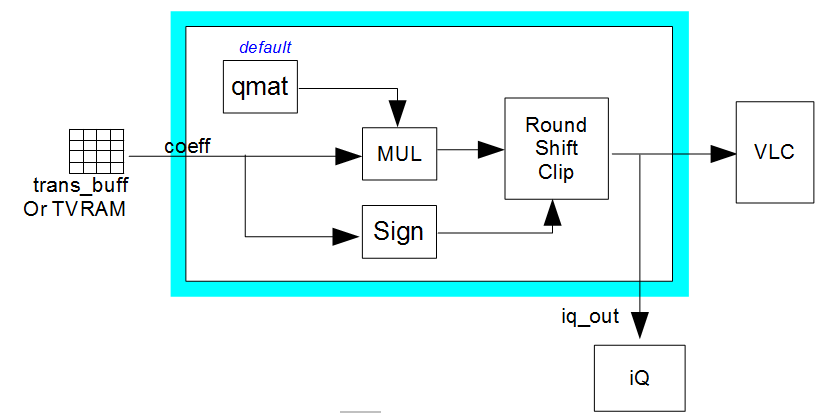 default
qmat
coeff
MUL
Round
Shift
Clip
VLC
trans_buff
Or TVRAM
Sign
iq_out
iQ